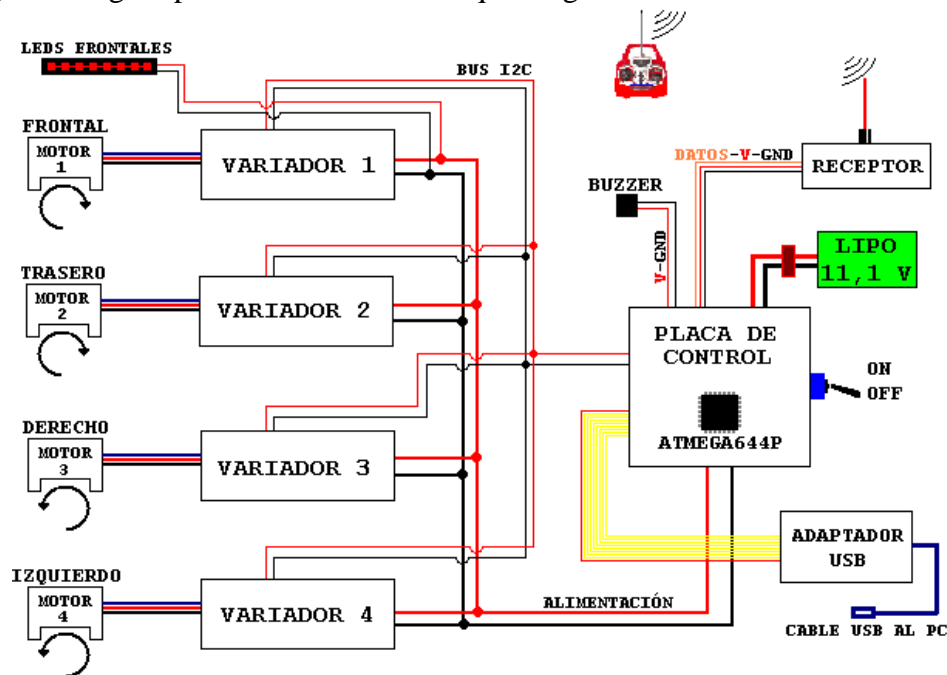 LEDS FRONTALES
BUS I2C
FRONTAL
MOTOR
1
VARIADOR 1
DATOS-V-GND
RECEPTOR
BUZZER
V-GND
LIPO
11,1 V
TRASERO
MOTOR
2
VARIADOR 2
PLACA DE
CONTROL
ON
OFF
ATMEGA644P
DERECHO
MOTOR
3
VARIADOR 3
ADAPTADOR
USB
IZQUIERDO
MOTOR
4
VARIADOR 4
ALIMENTACIÓN
CABLE USB AL PC